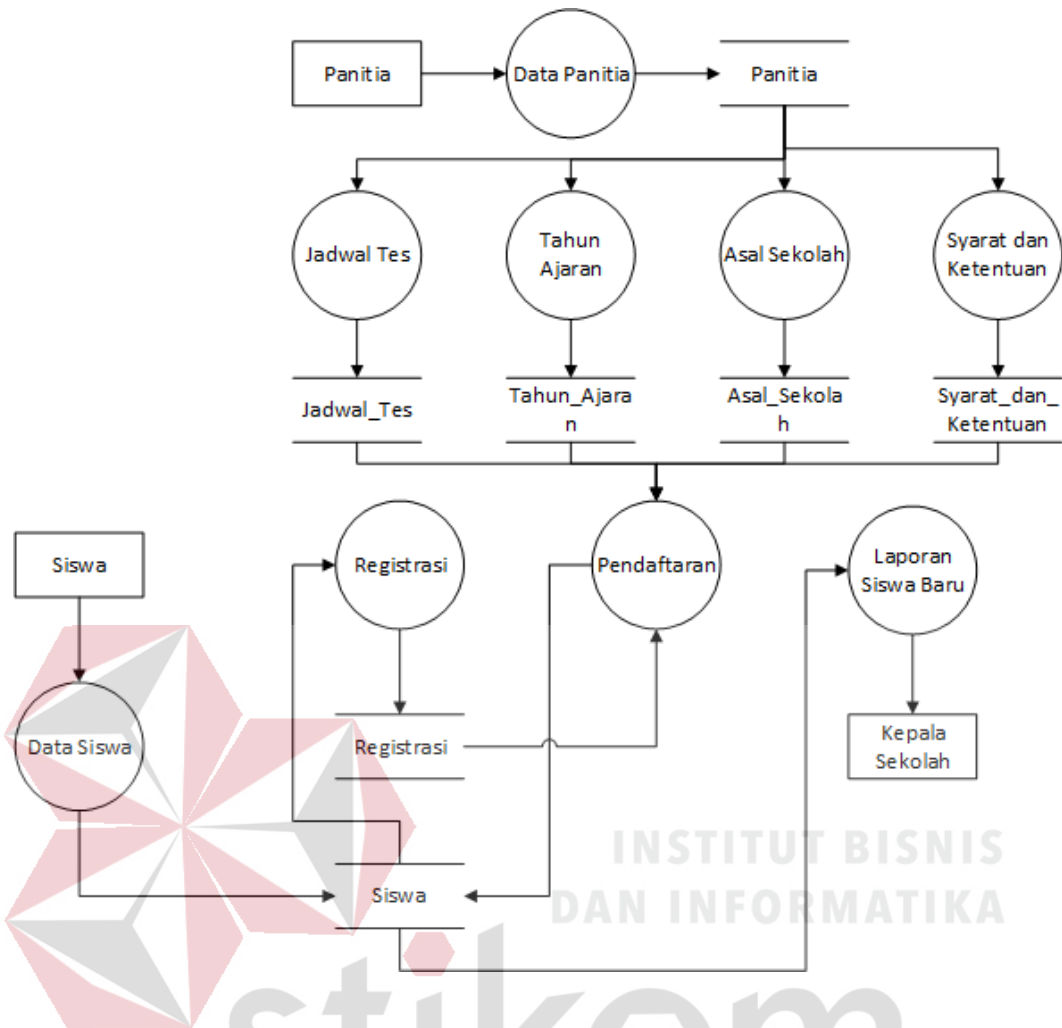 Panitia
Data Panitia
Panitia
Jadwal Tes
Tahun
Ajaran
Asal Sekolah
Syarat dan
Ketentuan
Jadwal_Tes
Tahun_Ajara
n
Asal_Sekola
h
Syarat_dan_
Ketentuan
Siswa
Registrasi
Pendaftaran
Laporan
Siswa Baru
Data Siswa
Registrasi
Kepala
Sekolah
Siswa
INSTITUT BISNIS
DAN INFORMATIKA
stikom